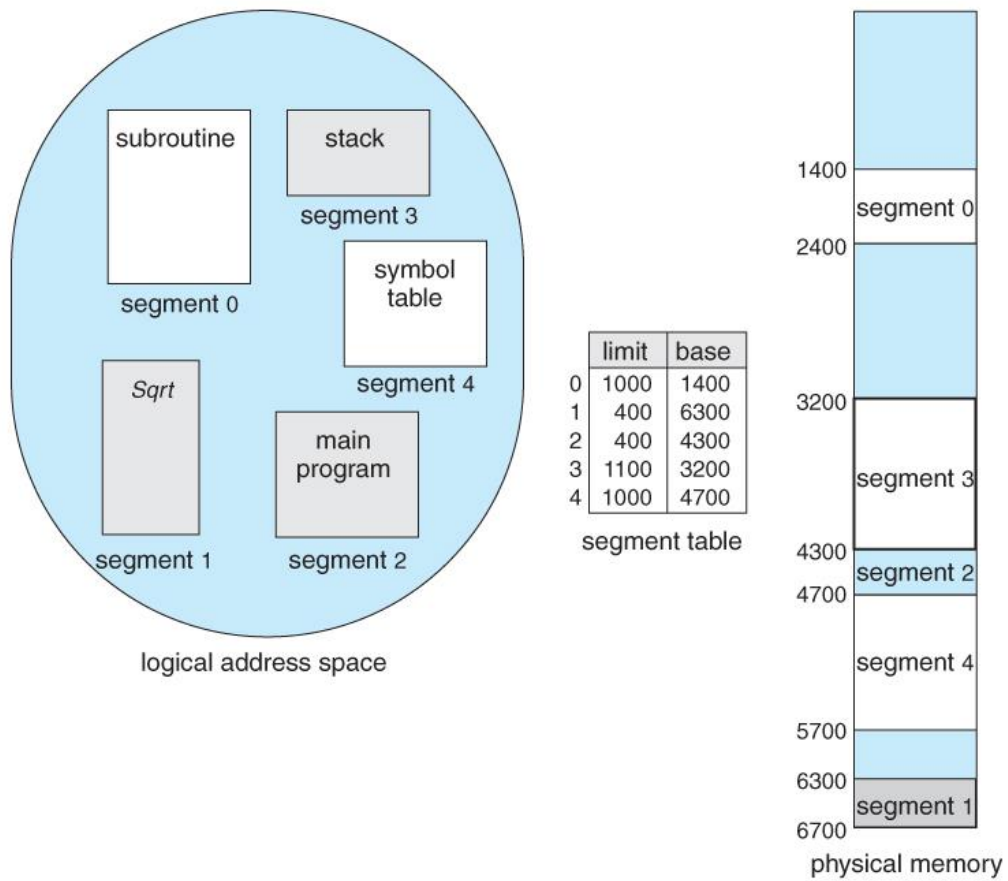 subroutine
segment 0
stack
segment 3
symbol
table
segment 4
Sqrt
segment 1
main
program
segment 2
logical address space
limit base
0 1000 1400
1 400 6300
2 400 4300
3 1100 3200
4 1000 4700
segment table
1400
segment 0
2400
3200
segment 3
4300
segment 2
4700
segment 4
5700
6300
segment 1
6700
physical memory